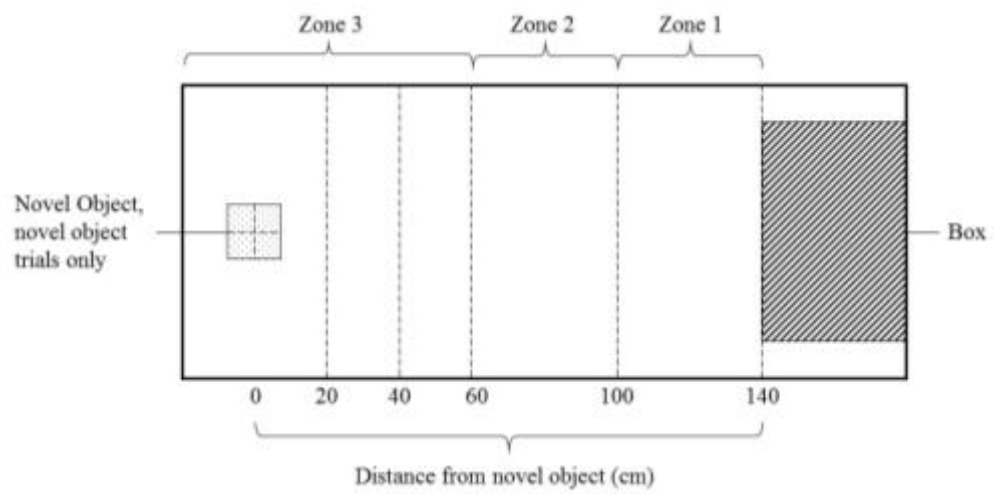 Zone 3 Zone 2 Zone 1
Novel Object,
novel object
trials only
Box
0 20 40 60 100 140
Distance from novel object (cm)